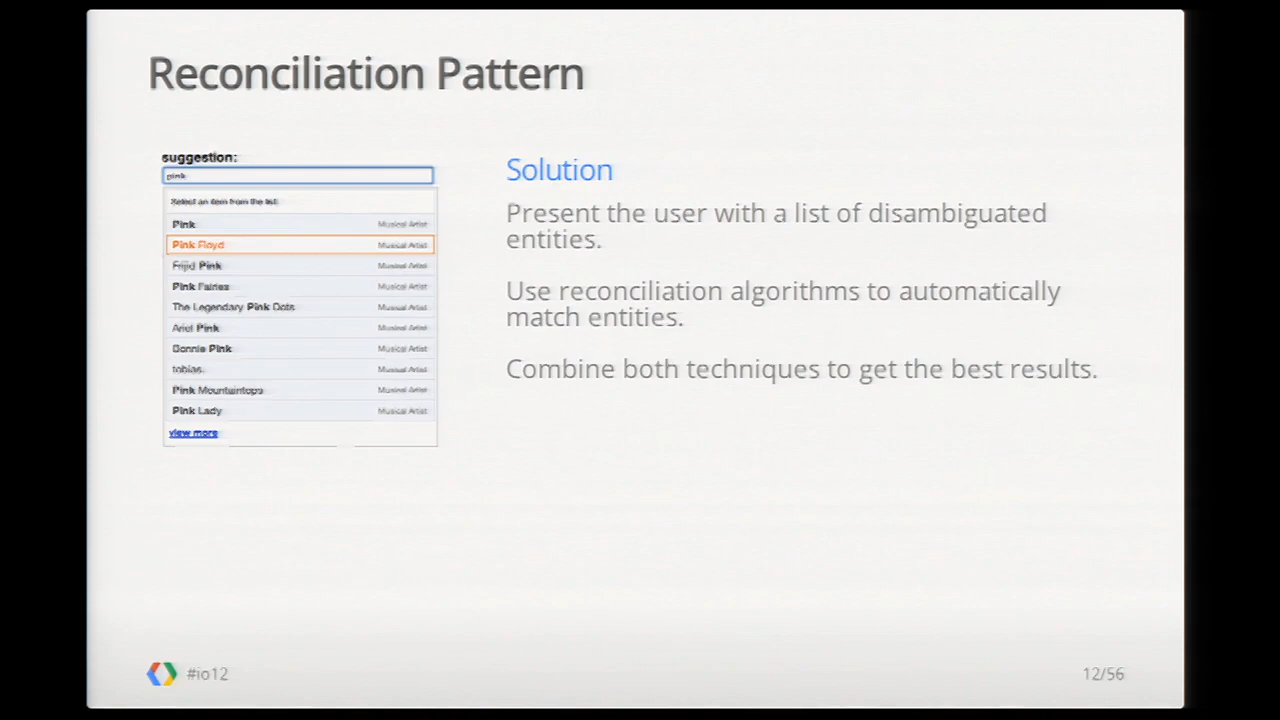 Reconciliation Pattern
suggestion:
pink
Select an item from the list:
Pink Musical Artist
Pink Floyd Musical Artist
Frijid Pink Musical Artist
Pink Fairies Musical Artist
The Legendary Pink Dots Musical Artist
Ariel Pink Musical Artist
Bonnie Pink Musical Artist
tobias. Musical Artist
Pink Mountaintops Musical Artist
Pink Lady Musical Artist
view more
Solution
Present the user with a list of disambiguated
entities.
Use reconciliation algorithms to automatically
match entities.
Combine both techniques to get the best results.
#io12
12/56